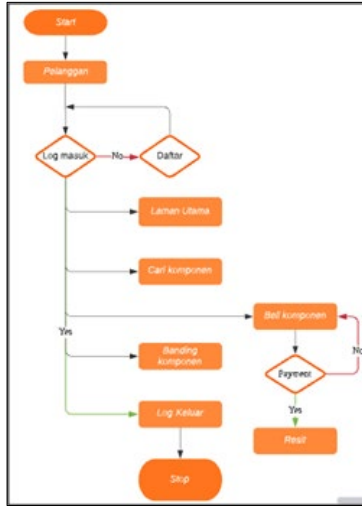 Start
Pelanggan
Log masuk
No
Daftar
Laman Utama
Cari komponen
Beli komponen
Yes
Banding
komponen
No
Payment
Yes
Log Keluar
Resit
Stop